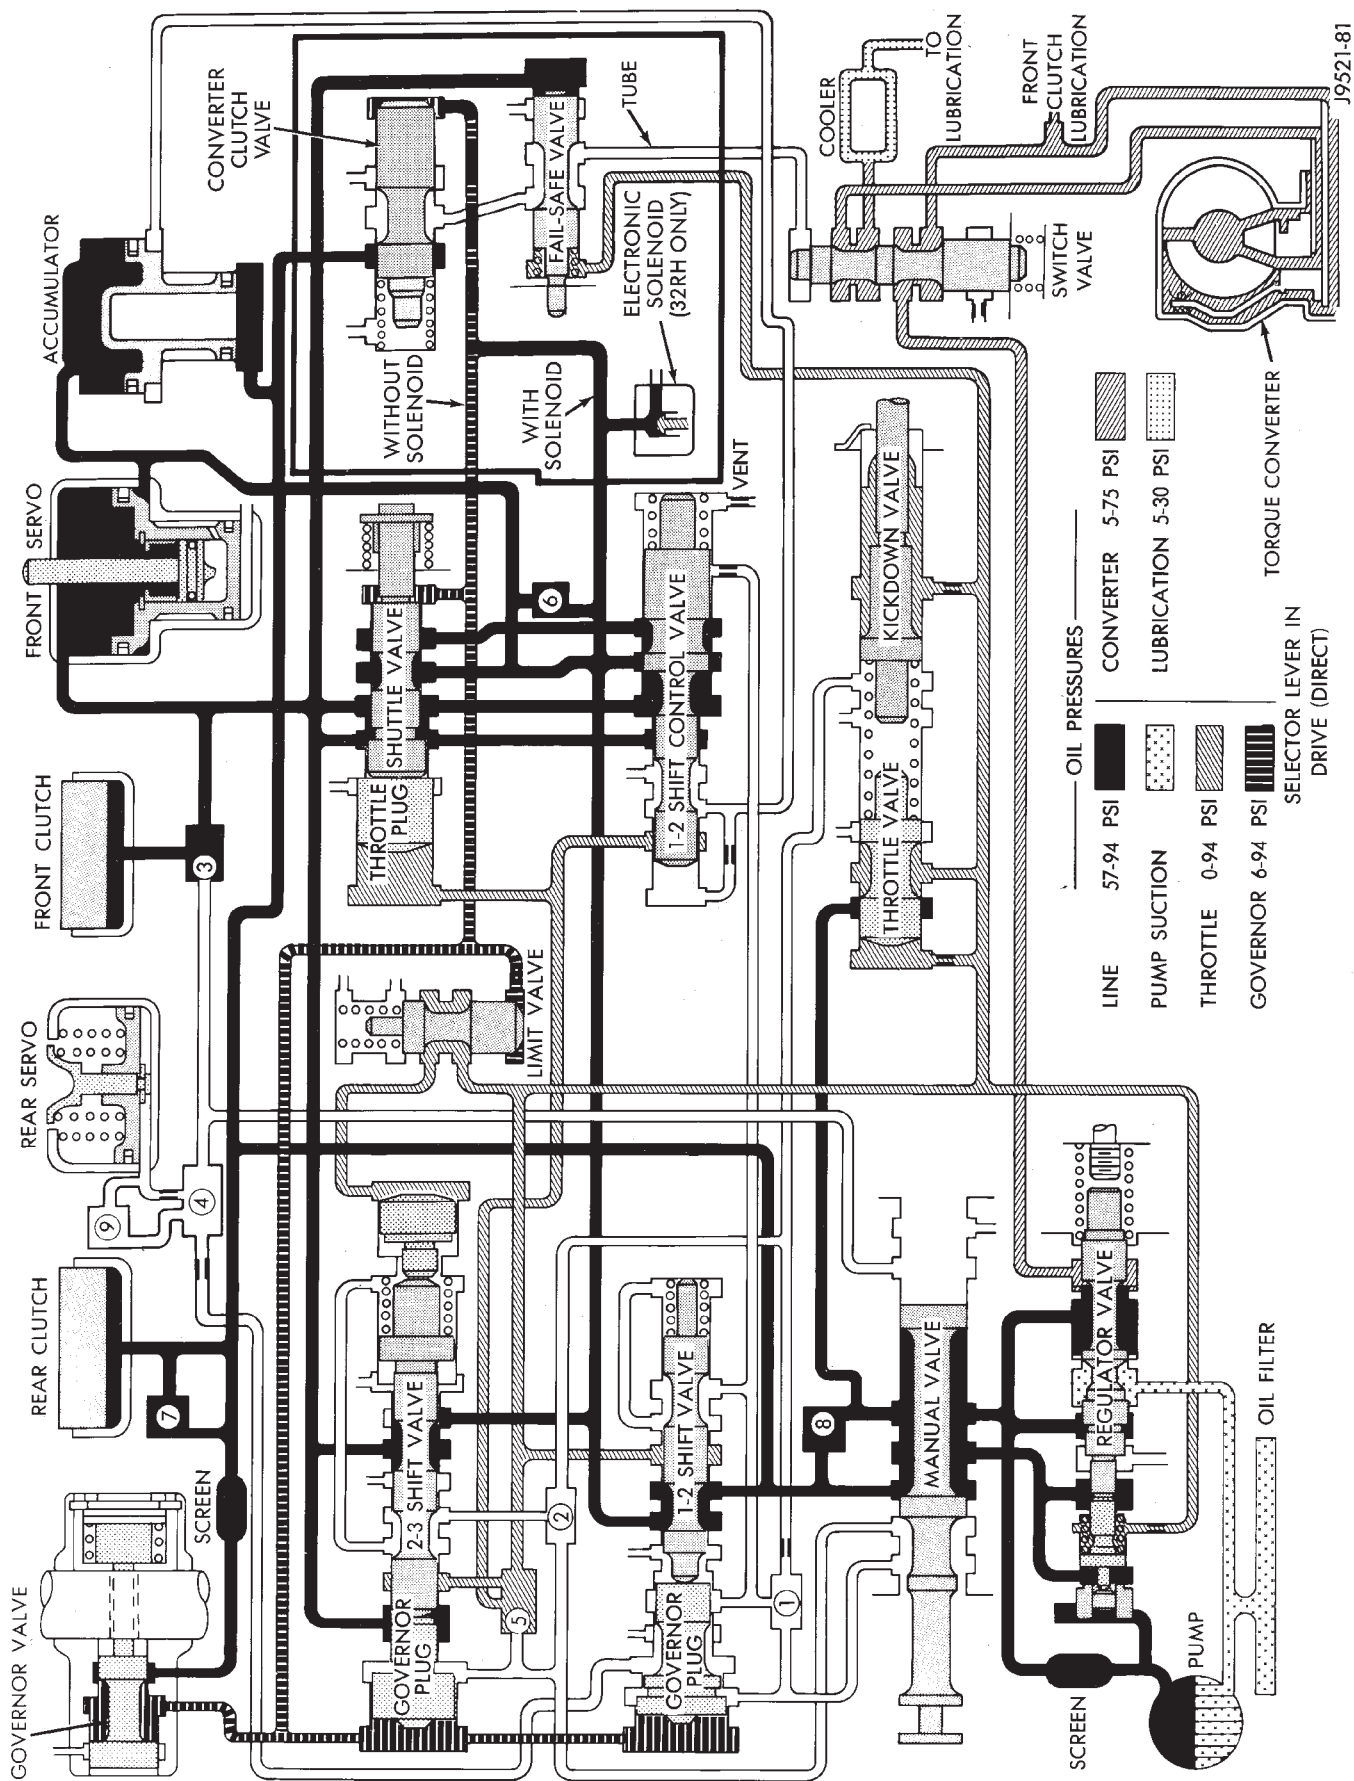 GOVERNOR VALVE
REAR CLUTCH
REAR SERVO
FRONT CLUTCH
FRONT SERVO
ACCUMULATOR
SCREEN
7
9
4
3
6
CONVERTER
CLUTCH
VALVE
WITHOUT
SOLENOID
WITH
SOLENOID
FAIL-SAFE VALVE
TUBE
ELECTRONIC
SOLENOID
(32RH ONLY)
VENT
GOVERNOR
PLUG
2-3 SHIFT VALVE
LIMIT VALVE
THROTTLE
PLUG
SHUTTLE VALVE
5
2
GOVERNOR
PLUG
1-2 SHIFT VALVE
1-2 SHIFT CONTROL VALVE
1
8
COOLER
TO
LUBRICATION
FRONT
CLUTCH
LUBRICATION
SWITCH
VALVE
THROTTLE VALVE
KICKDOWN VALVE
MANUAL VALVE
REGULATOR VALVE
SCREEN
PUMP
OIL FILTER
TORQUE CONVERTER
OIL PRESSURES
LINE 57-94 PSI
PUMP SUCTION
THROTTLE 0-94 PSI
GOVERNOR 6-94 PSI
CONVERTER 5-75 PSI
LUBRICATION 5-30 PSI
SELECTOR LEVER IN
DRIVE (DIRECT)
J9521-81